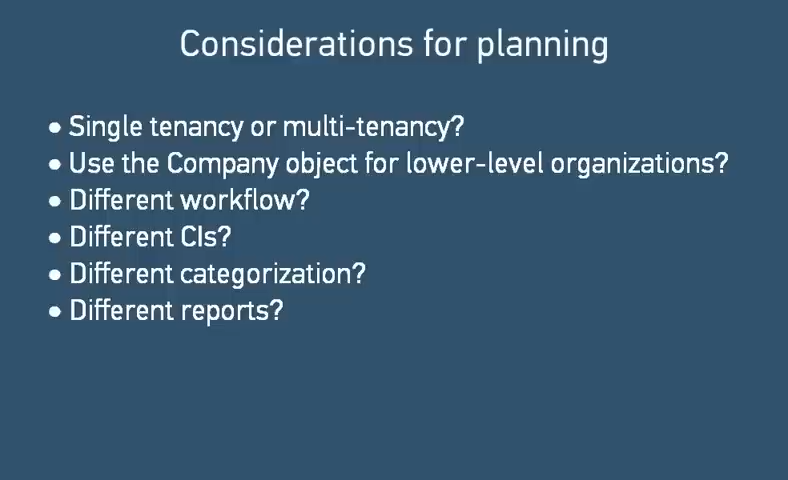 Considerations for planning
• Single tenancy or multi-tenancy?
• Use the Company object for lower-level organizations?
• Different workflow?
• Different CIs?
• Different categorization?
• Different reports?